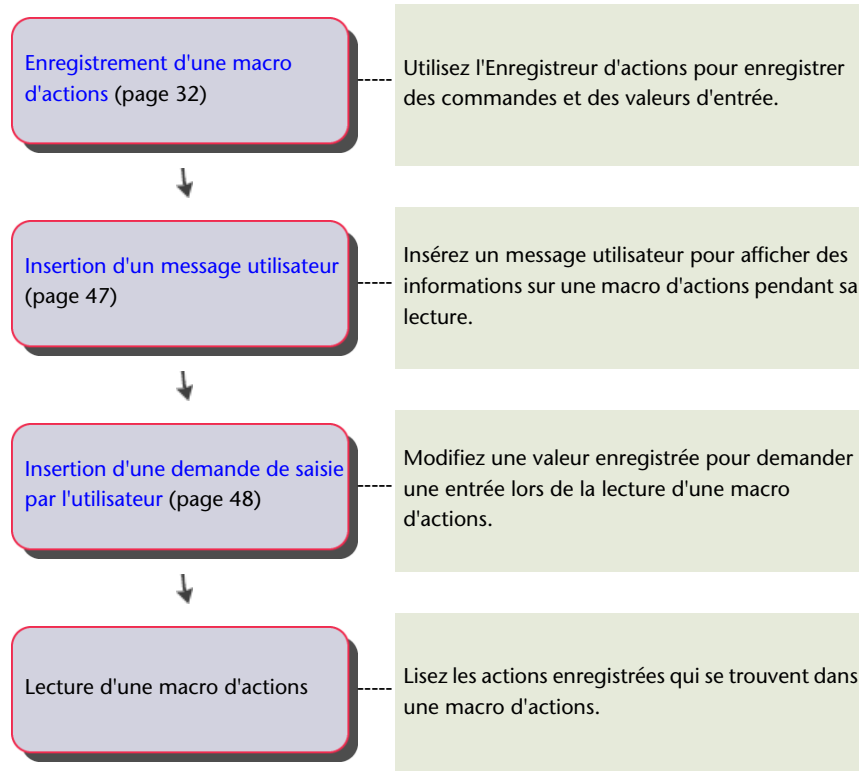 Enregistrement d'une macro
d'actions (page 32)
Utilisez l'Enregistreur d'actions pour enregistrer
des commandes et des valeurs d'entrée.
Insertion d'un message utilisateur
(page 47)
Insérez un message utilisateur pour afficher des
informations sur une macro d'actions pendant sa
lecture.
Insertion d'une demande de saisie
par l'utilisateur (page 48)
Modifiez une valeur enregistrée pour demander
une entrée lors de la lecture d'une macro
d'actions.
Lecture d'une macro d'actions
Lisez les actions enregistrées qui se trouvent dans
une macro d'actions.